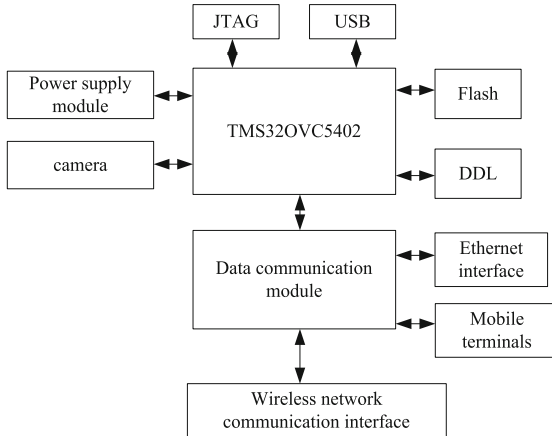 JTAG
USB
Power supply
module
TMS32OVC5402
Flash
camera
DDL
Data communication
module
Ethernet
interface
Mobile
terminals
Wireless network
communication interface